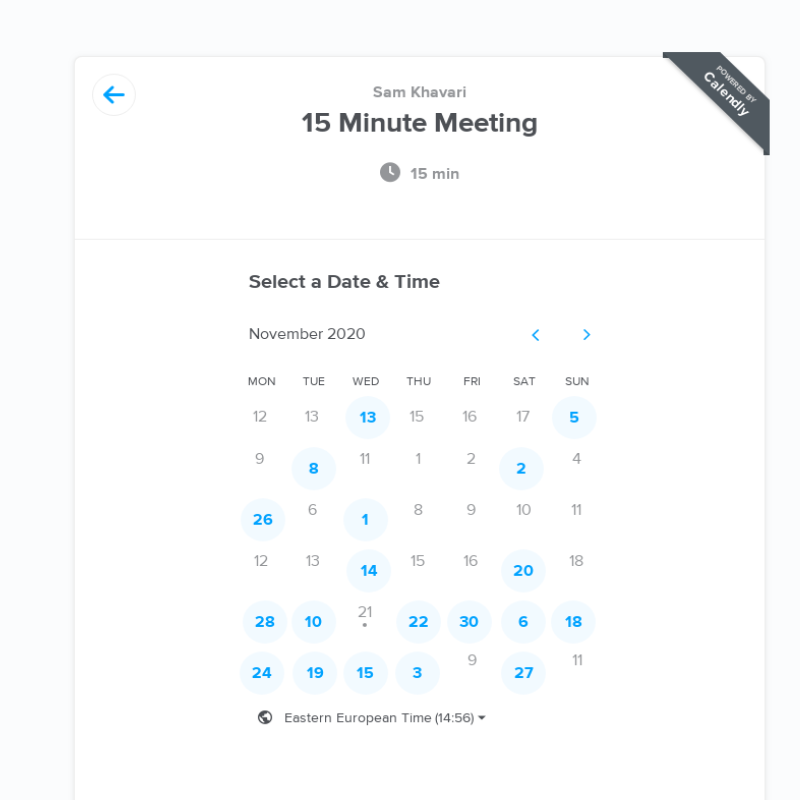 POWERED BY
Calendly
Sam Khavari
15 Minute Meeting
15 min
Select a Date & Time
November 2020
MON TUE WED THU FRI SAT SUN
12 13 13 15 16 17 5
9 8 11 1 2 2 4
26 6 1 8 9 10 11
12 13 14 15 16 20 18
28 10 21 22 30 6 18
24 19 15 3 9 27 11
Eastern European Time (14:56)